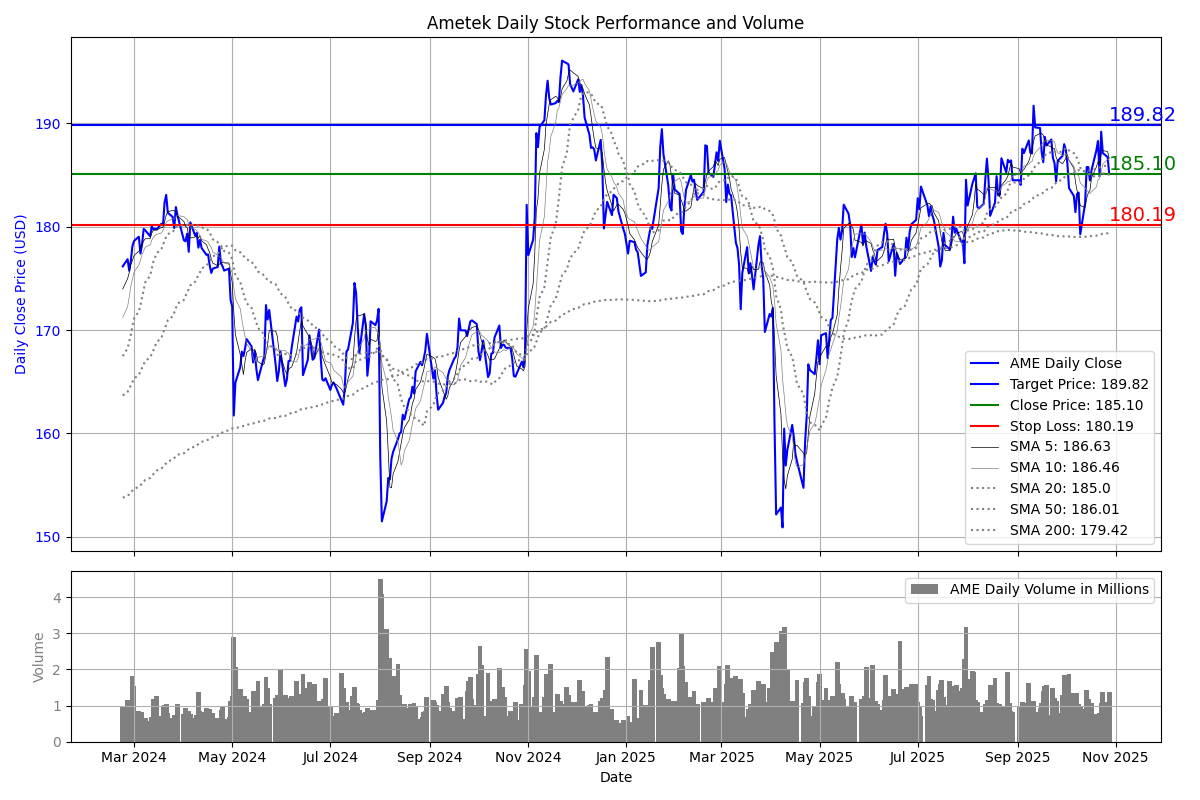 Ametek Daily Stock Performance and Volume
Daily Close Price (USD)
190
180
170
160
150
189.82
185.10
180.19
AME Daily Close
Target Price: 189.82
Close Price: 185.10
Stop Loss: 180.19
SMA 5: 186.63
SMA 10: 186.46
SMA 20: 185.0
SMA 50: 186.01
SMA 200: 179.42
Volume
4
3
2
1
0
AME Daily Volume in Millions
Mar 2024 May 2024 Jul 2024 Sep 2024 Nov 2024 Jan 2025 Mar 2025 May 2025 Jul 2025 Sep 2025 Nov 2025
Date